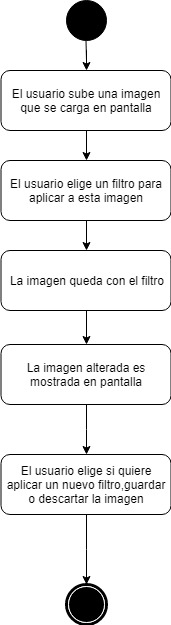 El usuario sube una imagen
que se carga en pantalla
El usuario elige un filtro para
aplicar a esta imagen
La imagen queda con el filtro
La imagen alterada es
mostrada en pantalla
El usuario elige si quiere
aplicar un nuevo filtro,guardar
o descartar la imagen